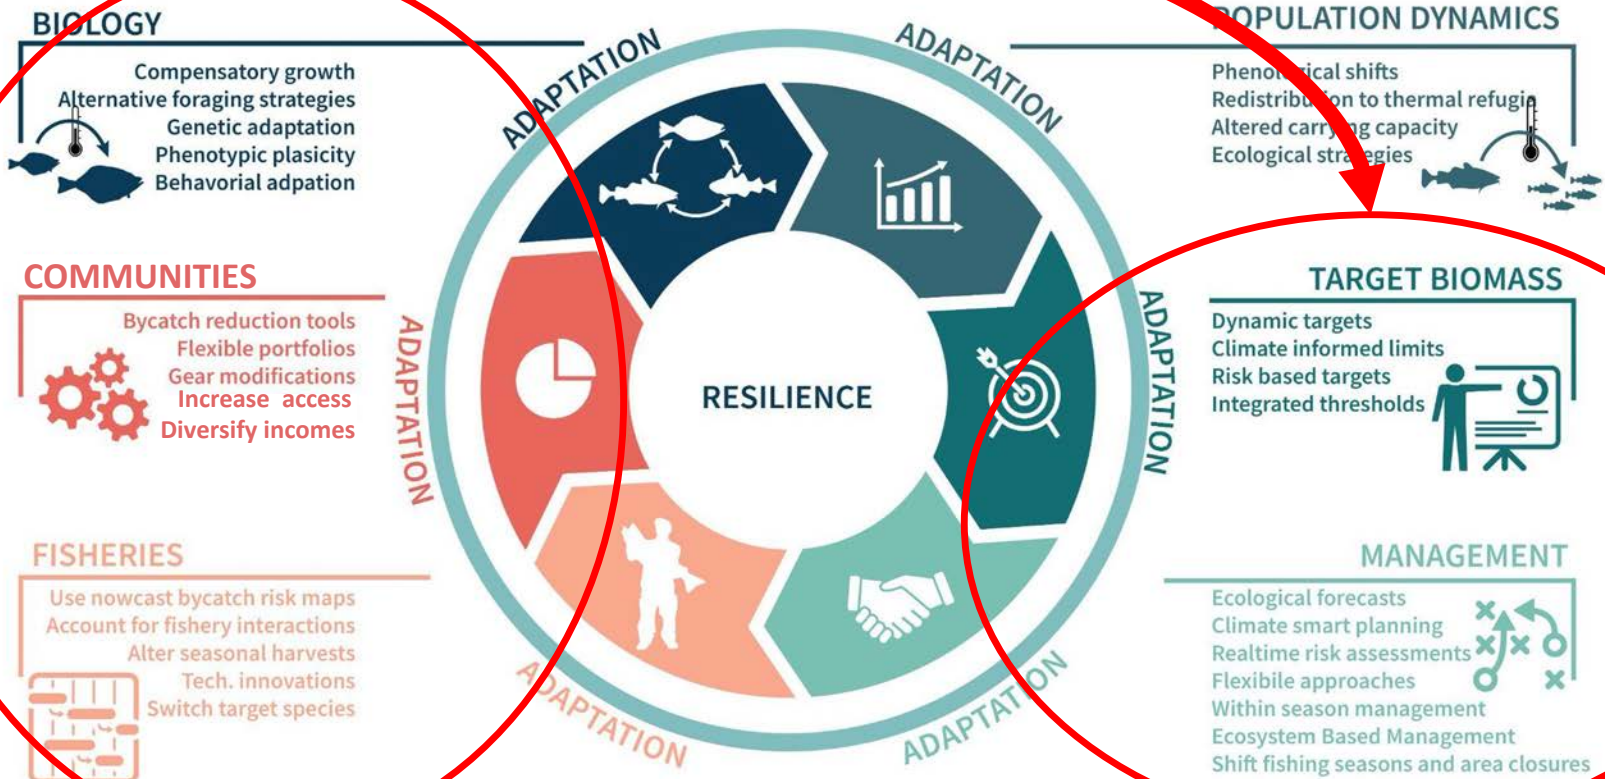 BIOLOGY
Compensatory growth
Alternative foraging strategies
Genetic adaptation
Phenotypic plasicity
Behavorial adpation
COMMUNITIES
Bycatch reduction tools
Flexible portfolios
Gear modifications
Increase access
Diversify incomes
FISHERIES
Use nowcast bycatch risk maps
Account for fishery interactions
Alter seasonal harvests
Tech. innovations
Switch target species
ADAPTATION
ADAPTATION
ADAPTATION
ADAPTATION
ADAPTATION
ADAPTATION
RESILIENCE
POPULATION DYNAMICS
Phenological shifts
Redistribution to thermal refugia
Altered carrying capacity
Ecological strategies
TARGET BIOMASS
Dynamic targets
Climate informed limits
Risk based targets
Integrated thresholds
MANAGEMENT
Ecological forecasts
Climate smart planning
Realtime risk assessments
Flexibile approaches
Within season management
Ecosystem Based Management
Shift fishing seasons and area closures